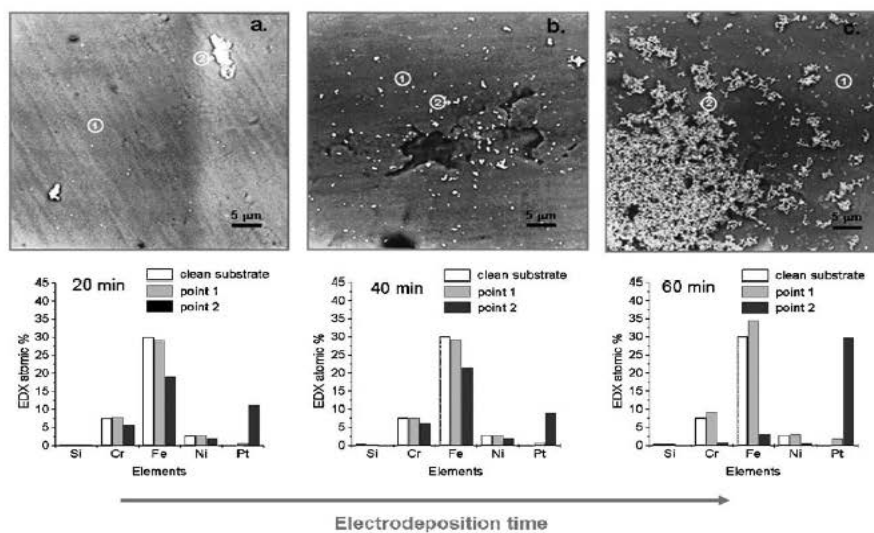 a.
2
1
5 µm
b.
1
2
5 µm
c.
1
2
5 µm
20 min
clean substrate
point 1
point 2
EDX atomic %
45
40
35
30
25
20
15
10
5
0
Si Cr Fe Ni Pt
Elements
40 min
clean substrate
point 1
point 2
EDX atomic %
45
40
35
30
25
20
15
10
5
0
Si Cr Fe Ni Pt
Elements
60 min
clean substrate
point 1
point 2
EDX atomic %
45
40
35
30
25
20
15
10
5
0
Si Cr Fe Ni Pt
Elements
Electrodeposition time